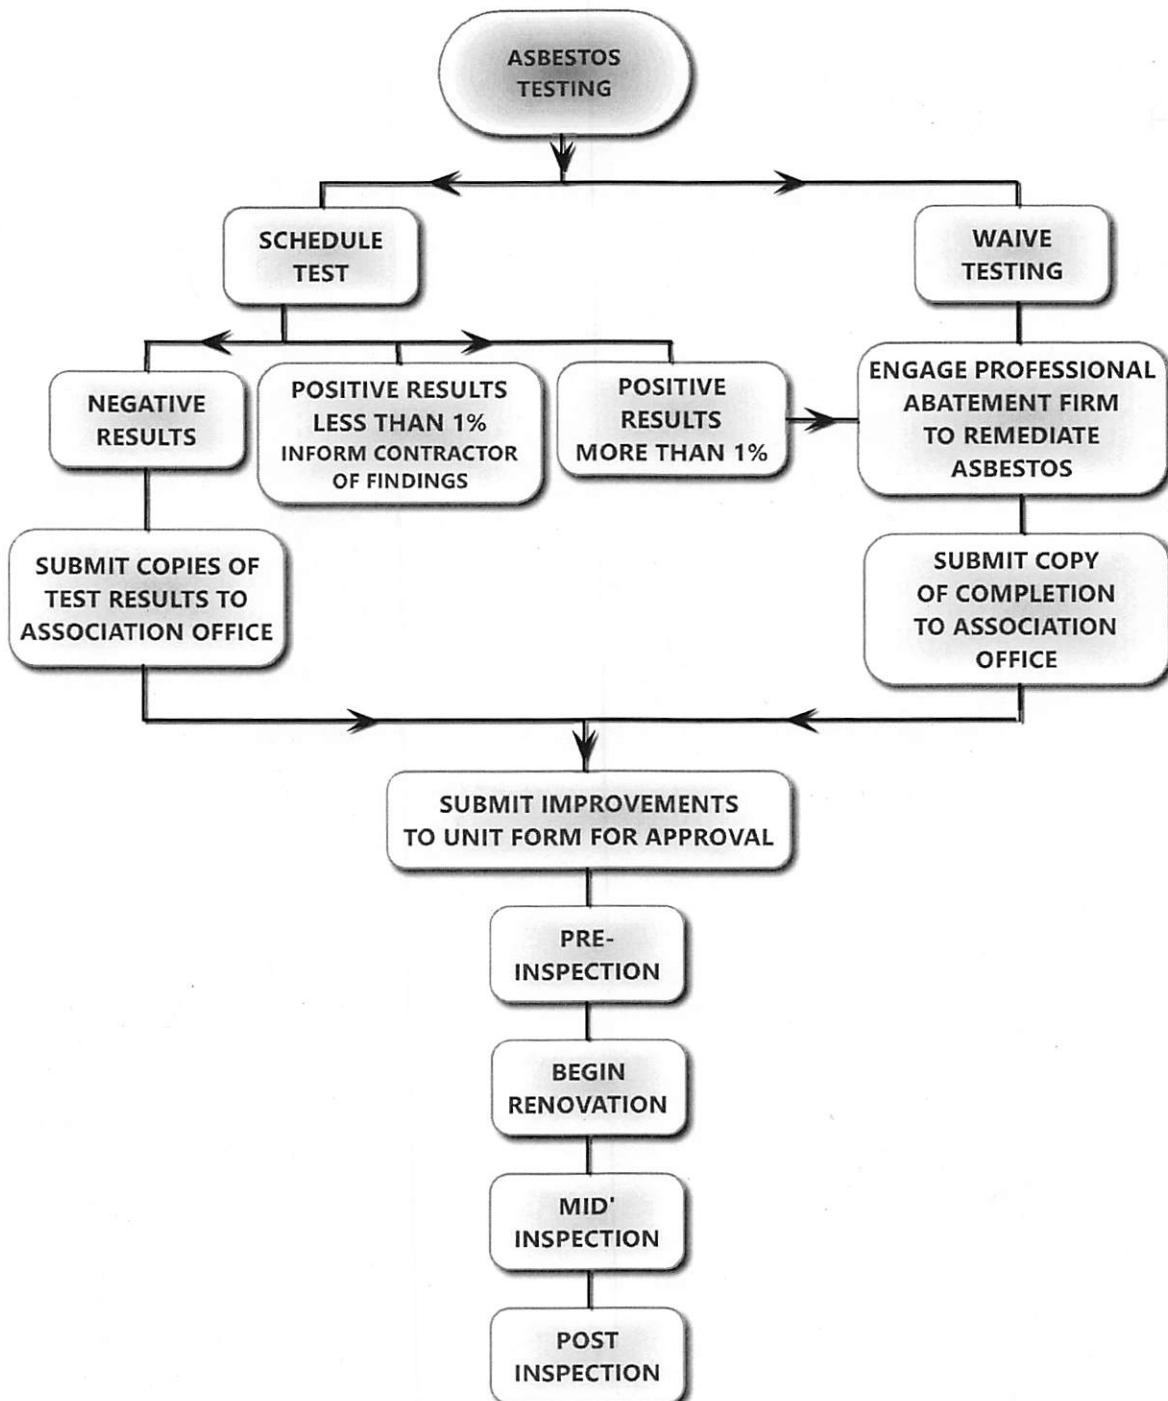 ASBESTOS
TESTING
SCHEDULE
TEST
WAIVE
TESTING
NEGATIVE
RESULTS
POSITIVE RESULTS
LESS THAN 1%
INFORM CONTRACTOR
OF FINDINGS
POSITIVE
RESULTS
MORE THAN 1%
ENGAGE PROFESSIONAL
ABATEMENT FIRM
TO REMEDIATE
ASBESTOS
SUBMIT COPIES OF
TEST RESULTS TO
ASSOCIATION OFFICE
SUBMIT COPY
OF COMPLETION
TO ASSOCIATION
OFFICE
SUBMIT IMPROVEMENTS
TO UNIT FORM FOR APPROVAL
PRE-
INSPECTION
BEGIN
RENOVATION
MID'
INSPECTION
POST
INSPECTION